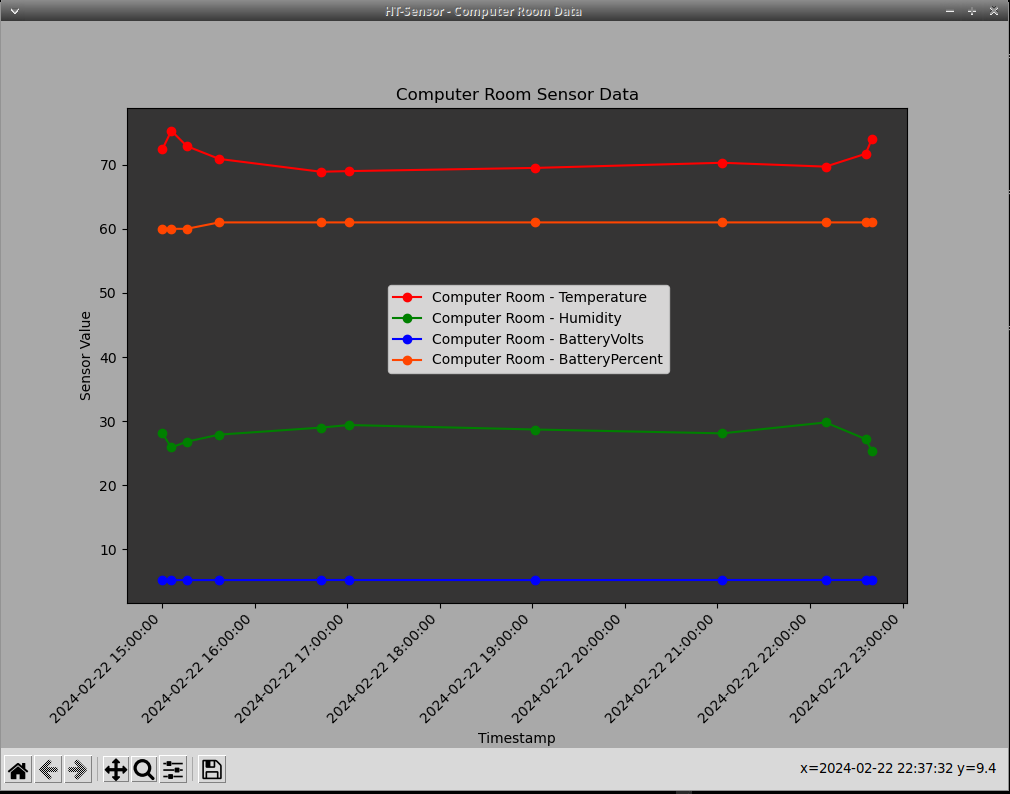 HT-Sensor - Computer Room Data
Computer Room Sensor Data
70
60
50
40
30
20
10
Sensor Value
Computer Room - Temperature
Computer Room - Humidity
Computer Room - BatteryVolts
Computer Room - BatteryPercent
2024-02-22 15:00:00
2024-02-22 16:00:00
2024-02-22 17:00:00
2024-02-22 18:00:00
2024-02-22 19:00:00
2024-02-22 20:00:00
2024-02-22 21:00:00
2024-02-22 22:00:00
2024-02-22 23:00:00
Timestamp
x=2024-02-22 22:37:32 y=9.4